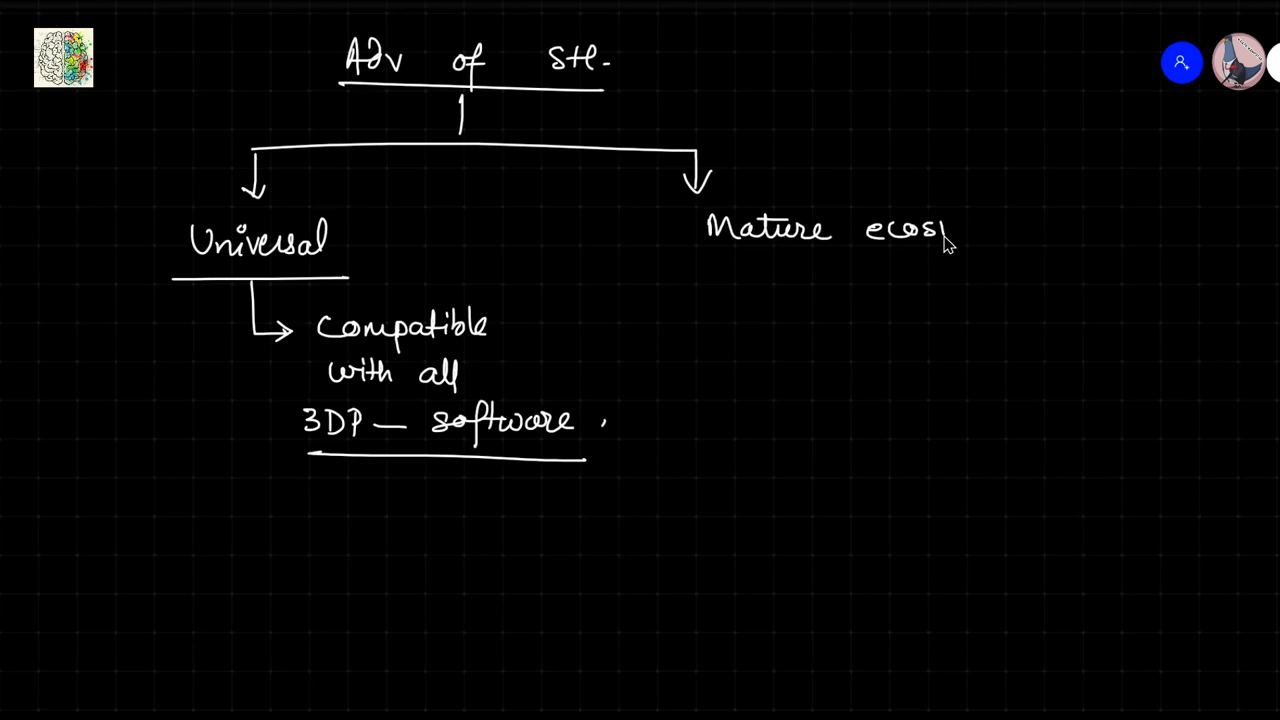 Adv of Stl.
Universal
Mature ecos
Compatible
with all
3DP — software.